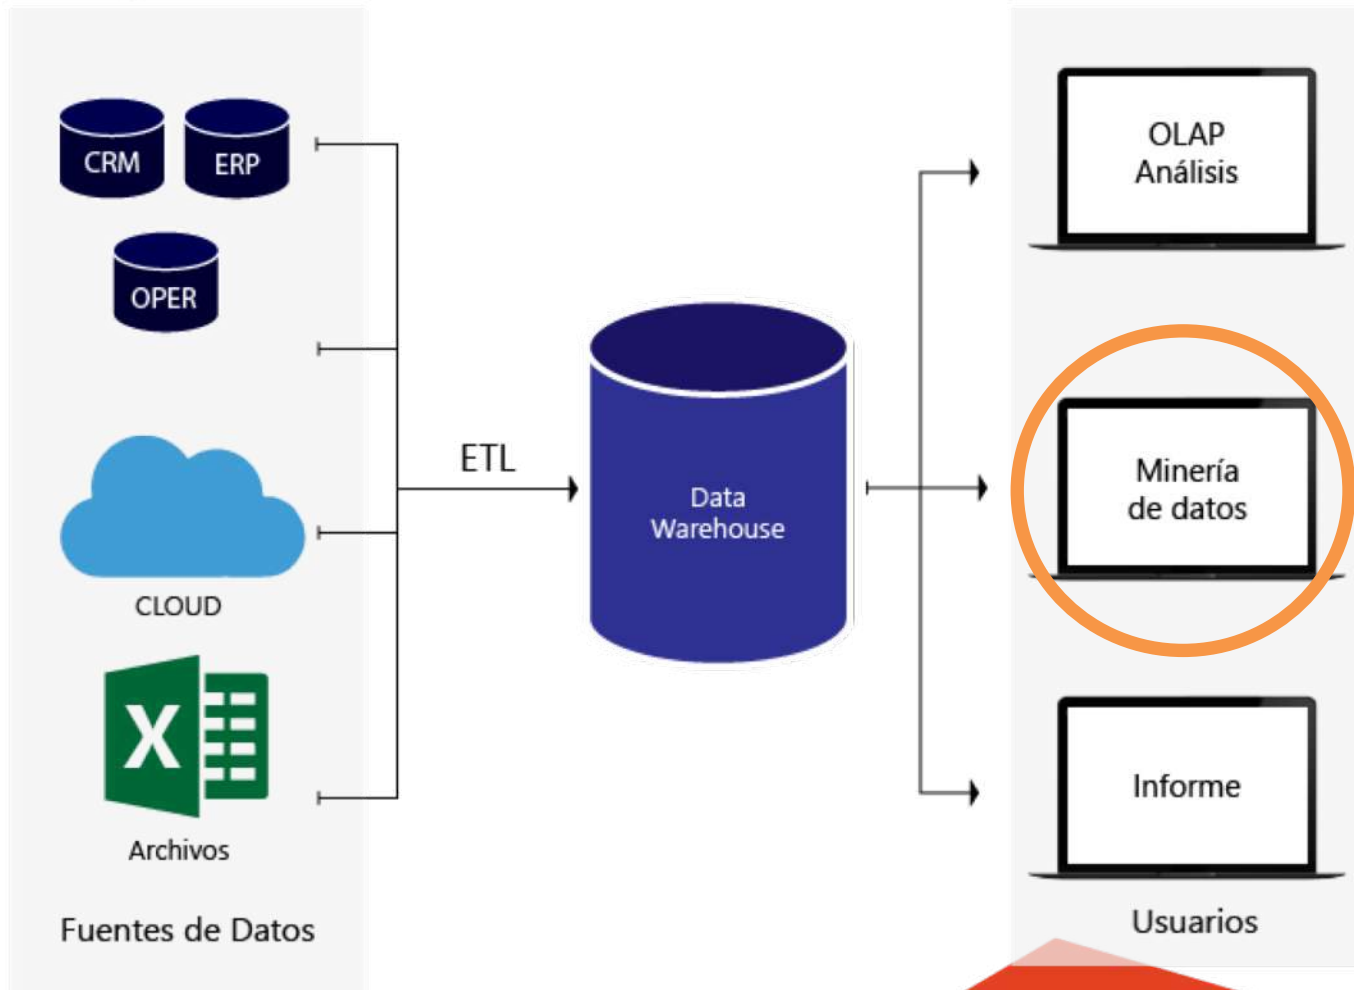 CRM
ERP
OPER
CLOUD
X
Archivos
Fuentes de Datos
ETL
Data
Warehouse
OLAP
Análisis
Minería
de datos
Informe
Usuarios